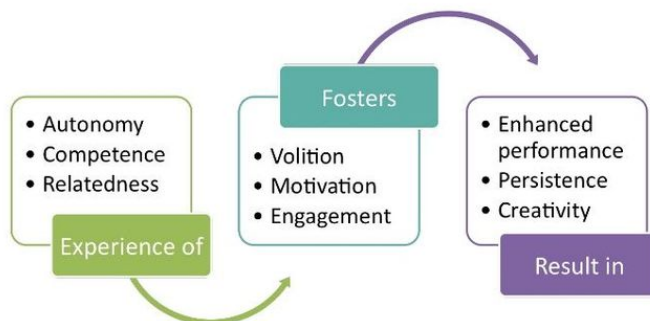 • Autonomy
• Competence
• Relatedness
Experience of
Fosters
• Volition
• Motivation
• Engagement
• Enhanced
performance
• Persistence
• Creativity
Result in